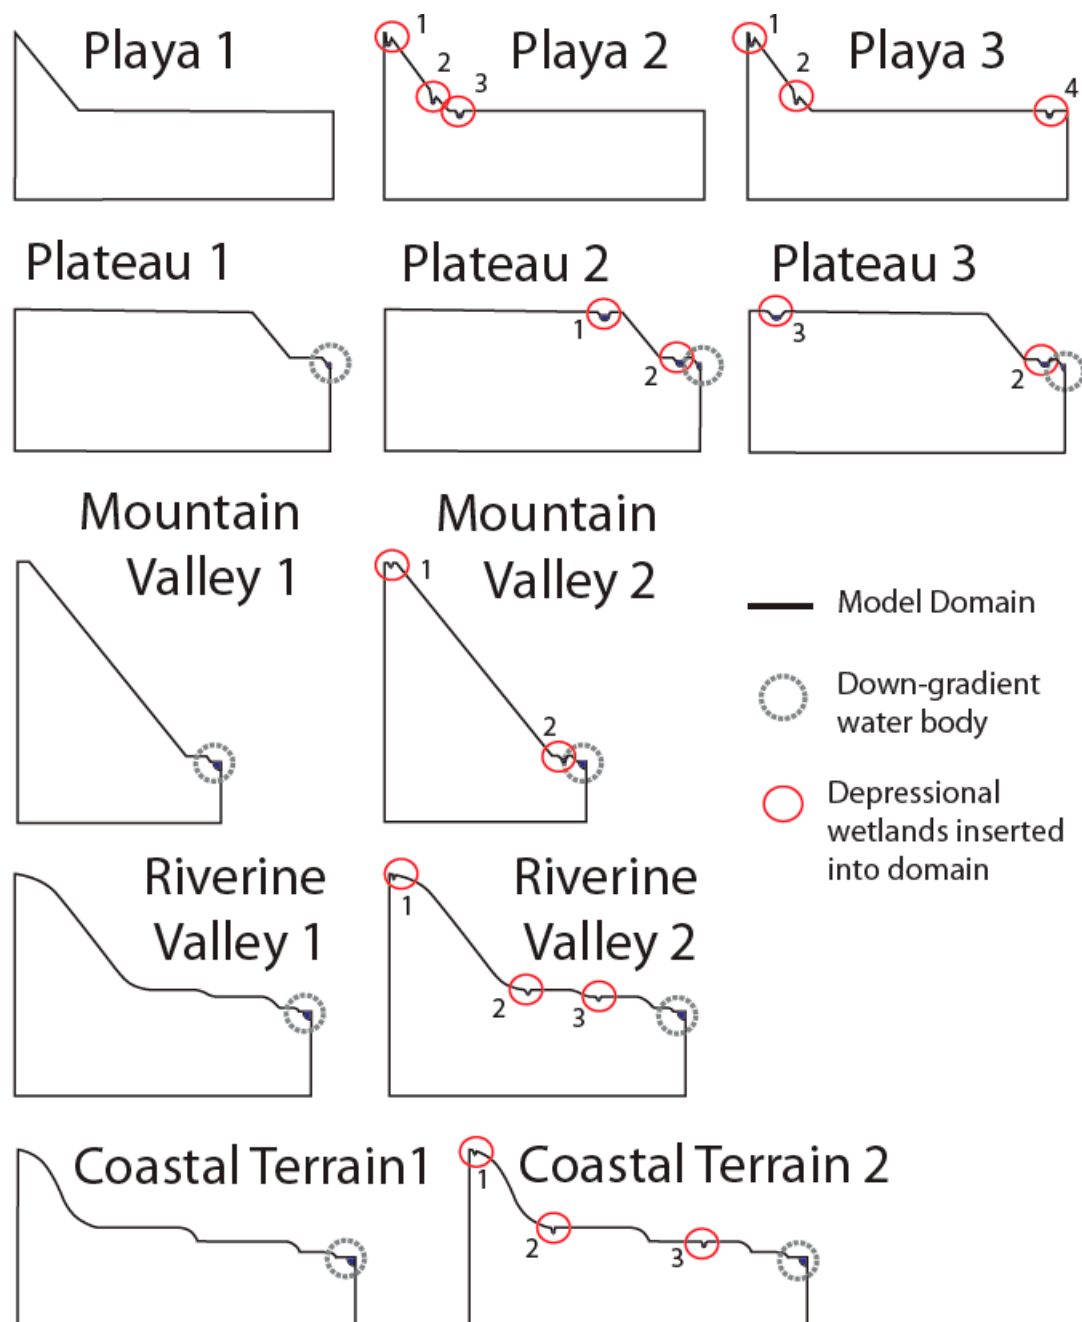 Playa 1
1
2
3
Playa 2
1
2
Playa 3
4
Plateau 1
Plateau 2
1
2
Plateau 3
3
2
Mountain
Valley 1
Mountain
Valley 2
1
2
Model Domain
Down-gradient
water body
Depressional
wetlands inserted
into domain
Riverine
Valley 1
Riverine
Valley 2
1
2
3
Coastal Terrain1
Coastal Terrain 2
1
2
3